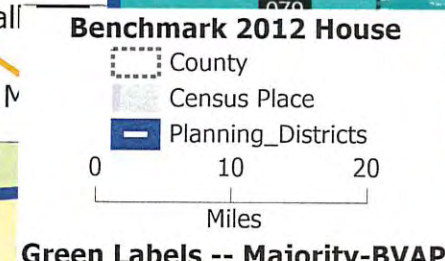 Benchmark 2012 House
County
Census Place
Planning_Districts
0 10 20
Miles
Green Labels -- Majority-BVAP